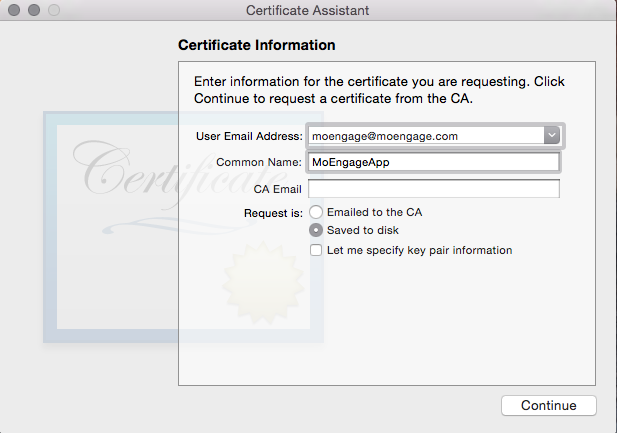 Certificate Assistant
Certificate Information
Enter information for the certificate you are requesting. Click
Continue to request a certificate from the CA.
User Email Address: moengage@moengage.com
Common Name: MoEngageApp
CA Email
Request is: Emailed to the CA
Saved to disk
Let me specify key pair information
Certificate
Continue